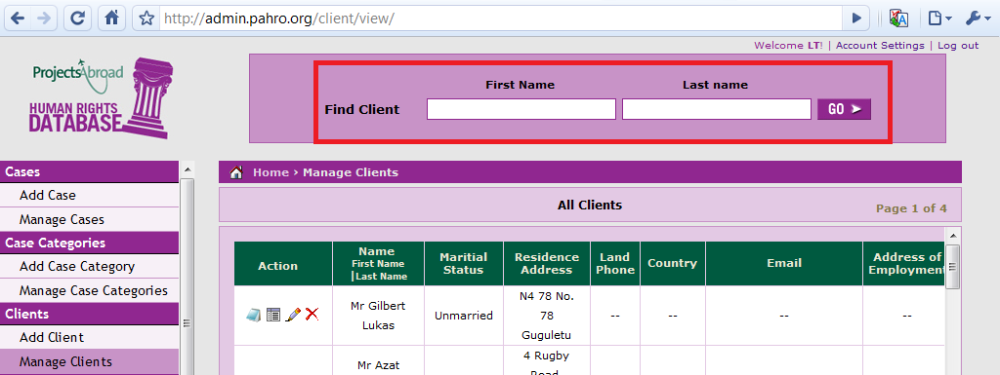 http://admin.pahro.org/client/view/
Welcome LT! | Account Settings | Log out
ProjectsAbroad
HUMAN RIGHTS
DATABASE
First Name Last name
Find Client GO
Cases
Add Case
Manage Cases
Case Categories
Add Case Category
Manage Case Categories
Clients
Add Client
Manage Clients
Home › Manage Clients
All Clients
Page 1 of 4
Action
Name
First Name
|Last Name
Maritial
Status
Residence
Address
Land
Phone
Country
Email
Address of
Employment
Mr Gilbert
Lukas
Unmarried
N4 78 No.
78
Guguletu
--
--
--
--
Mr Azat
4 Rugby
Road,